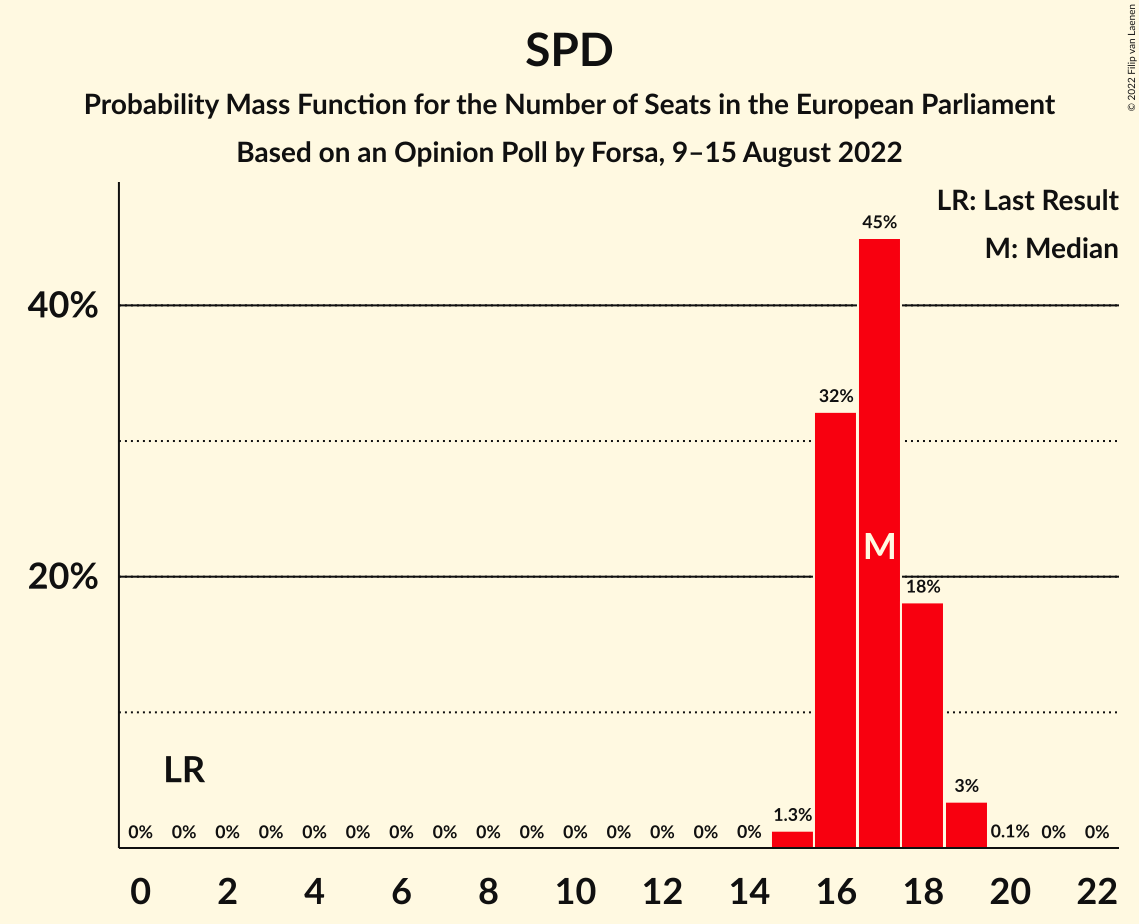 SPD
Probability Mass Function for the Number of Seats in the European Parliament
Based on an Opinion Poll by Forsa, 9–15 August 2022
© 2022 Filip van Laenen
LR: Last Result
M: Median
45%
40%
32%
M
20%
18%
LR
3%
1.3%
0% 0% 0% 0% 0% 0% 0% 0% 0% 0% 0% 0% 0% 0% 0% 0.1% 0% 0%
0 2 4 6 8 10 12 14 16 18 20 22